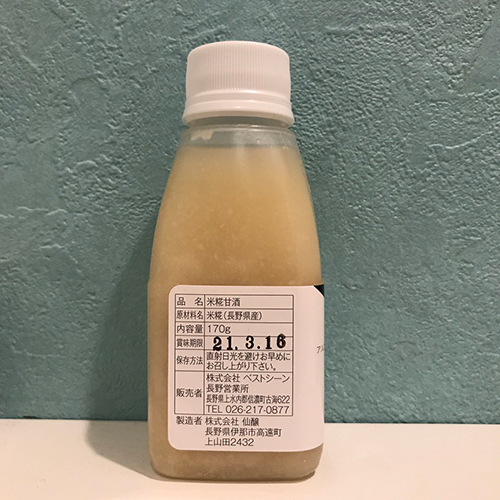 品 名 米糀甘酒
原材料名 米糀(長野県産)
内容量 170g
賞味期限 21.3.16
保存方法 直射日光を避けお早めに
お召し上がり下さい。
販売者 株式会社 ベストシーン
長野営業所
長野県上水内郡信濃町古海622
TEL 026-217-0877
製造者 株式会社 仙醸
長野県伊那市高遠町
上山田2432